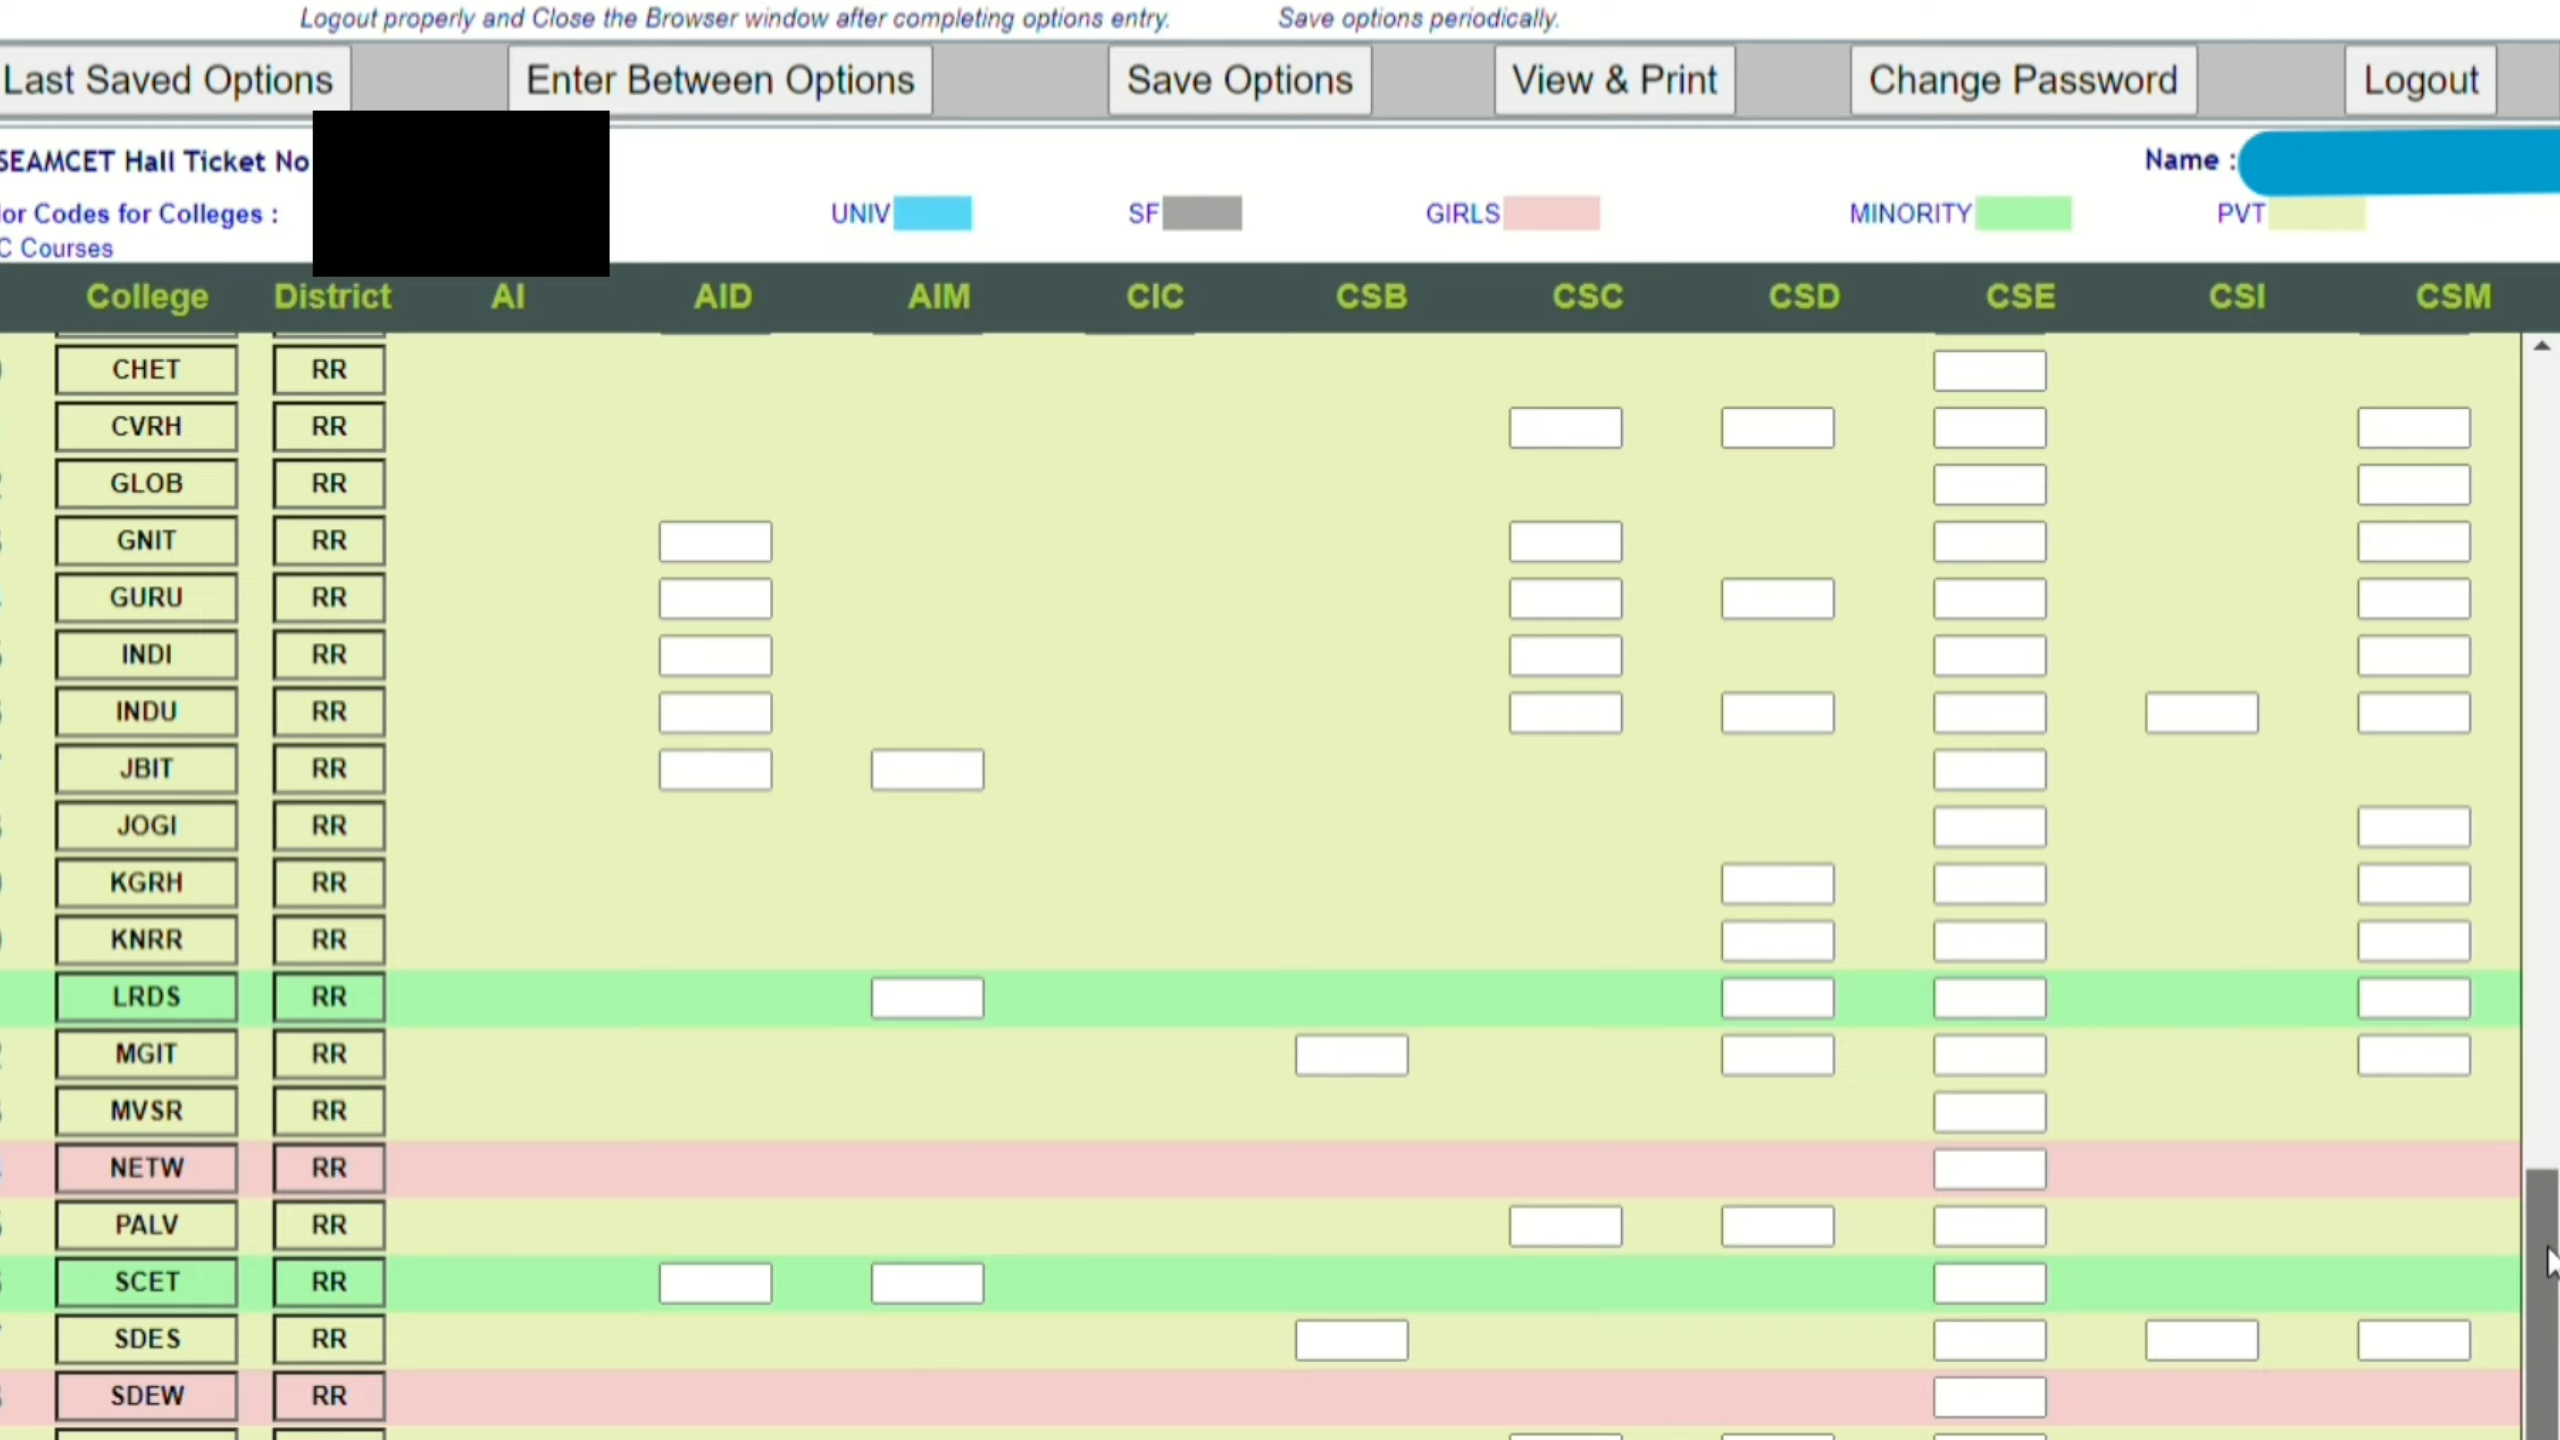 Logout properly and Close the Browser window after completing options entry. Save options periodically.
Last Saved Options Enter Between Options Save Options View & Print Change Password Logout
SEAMCET Hall Ticket No Name :
lor Codes for Colleges : UNIV SF GIRLS MINORITY PVT
C Courses
College District AI AID AIM CIC CSB CSC CSD CSE CSI CSM
CHET RR
CVRH RR
GLOB RR
GNIT RR
GURU RR
INDI RR
INDU RR
JBIT RR
JOGI RR
KGRH RR
KNRR RR
LRDS RR
MGIT RR
MVSR RR
NETW RR
PALV RR
SCET RR
SDES RR
SDEW RR